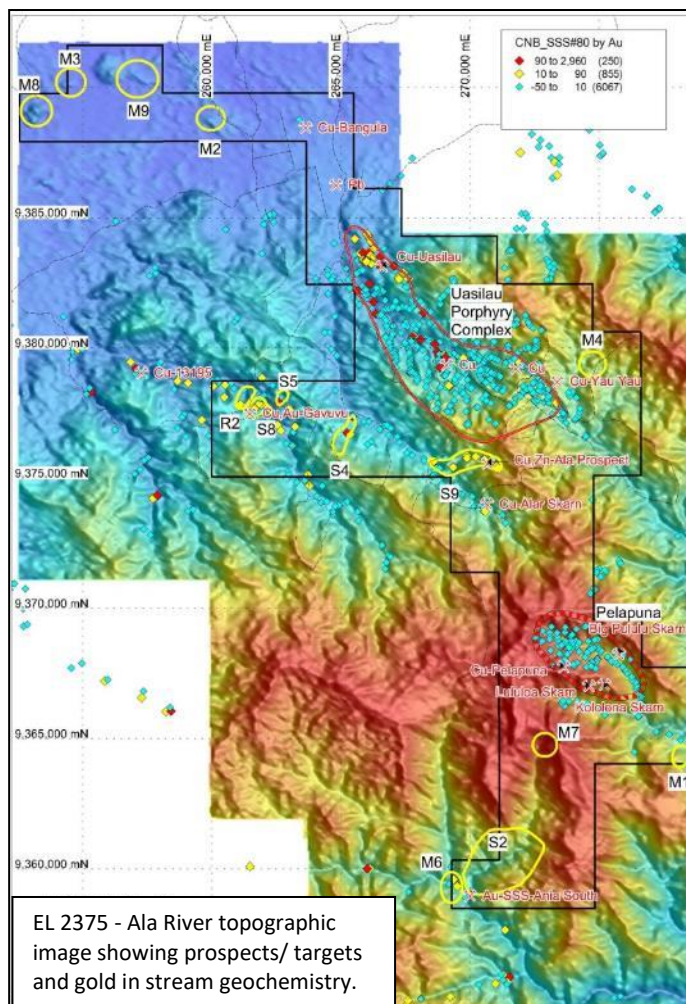 CNB_SSS#80 by Au
90 to 2,960 (250)
10 to 90 (855)
-50 to 10 (6067)
260,000 mE
265,000 mE
270,000 mE
M3
M8
M9
M2
Cu-Bangula
Pb
9,385,000 mN
Cu-Uasilau
Uasilau
Porphyry
Complex
9,380,000 mN
M4
Cu-13195
S5
Cu
Cu
Cu-Yau Yau
R2
Cu,Au-Gavuvu
S8
S4
Cu,Zn-Ala Prospect
9,375,000 mN
S9
Cu-Alar Skarn
9,370,000 mN
Pelapuna
Big Pululu Skarn
Cu-Pelapuna
Lululoa Skarn
Kololona Skarn
9,365,000 mN
M7
M1
S2
9,360,000 mN
M6
Au-SSS-Ania South
EL 2375 - Ala River topographic
image showing prospects/ targets
and gold in stream geochemistry.